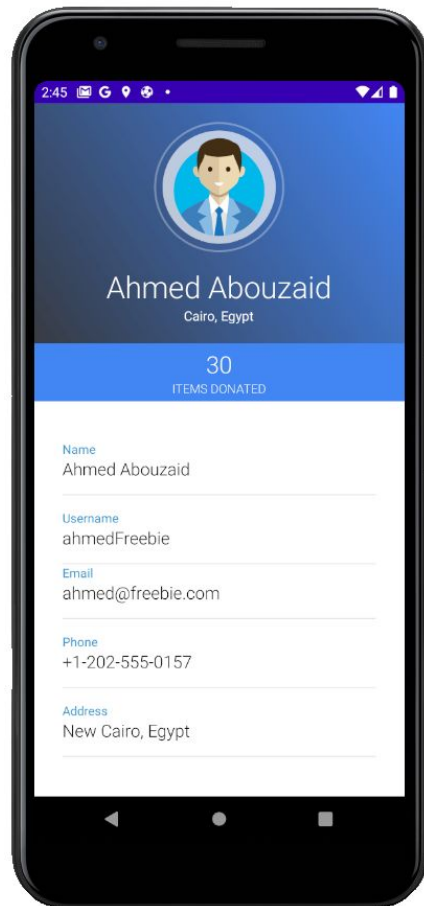 2:45
Ahmed Abouzaid
Cairo, Egypt
30
ITEMS DONATED
Name
Ahmed Abouzaid
Username
ahmedFreebie
Email
ahmed@freebie.com
Phone
+1-202-555-0157
Address
New Cairo, Egypt